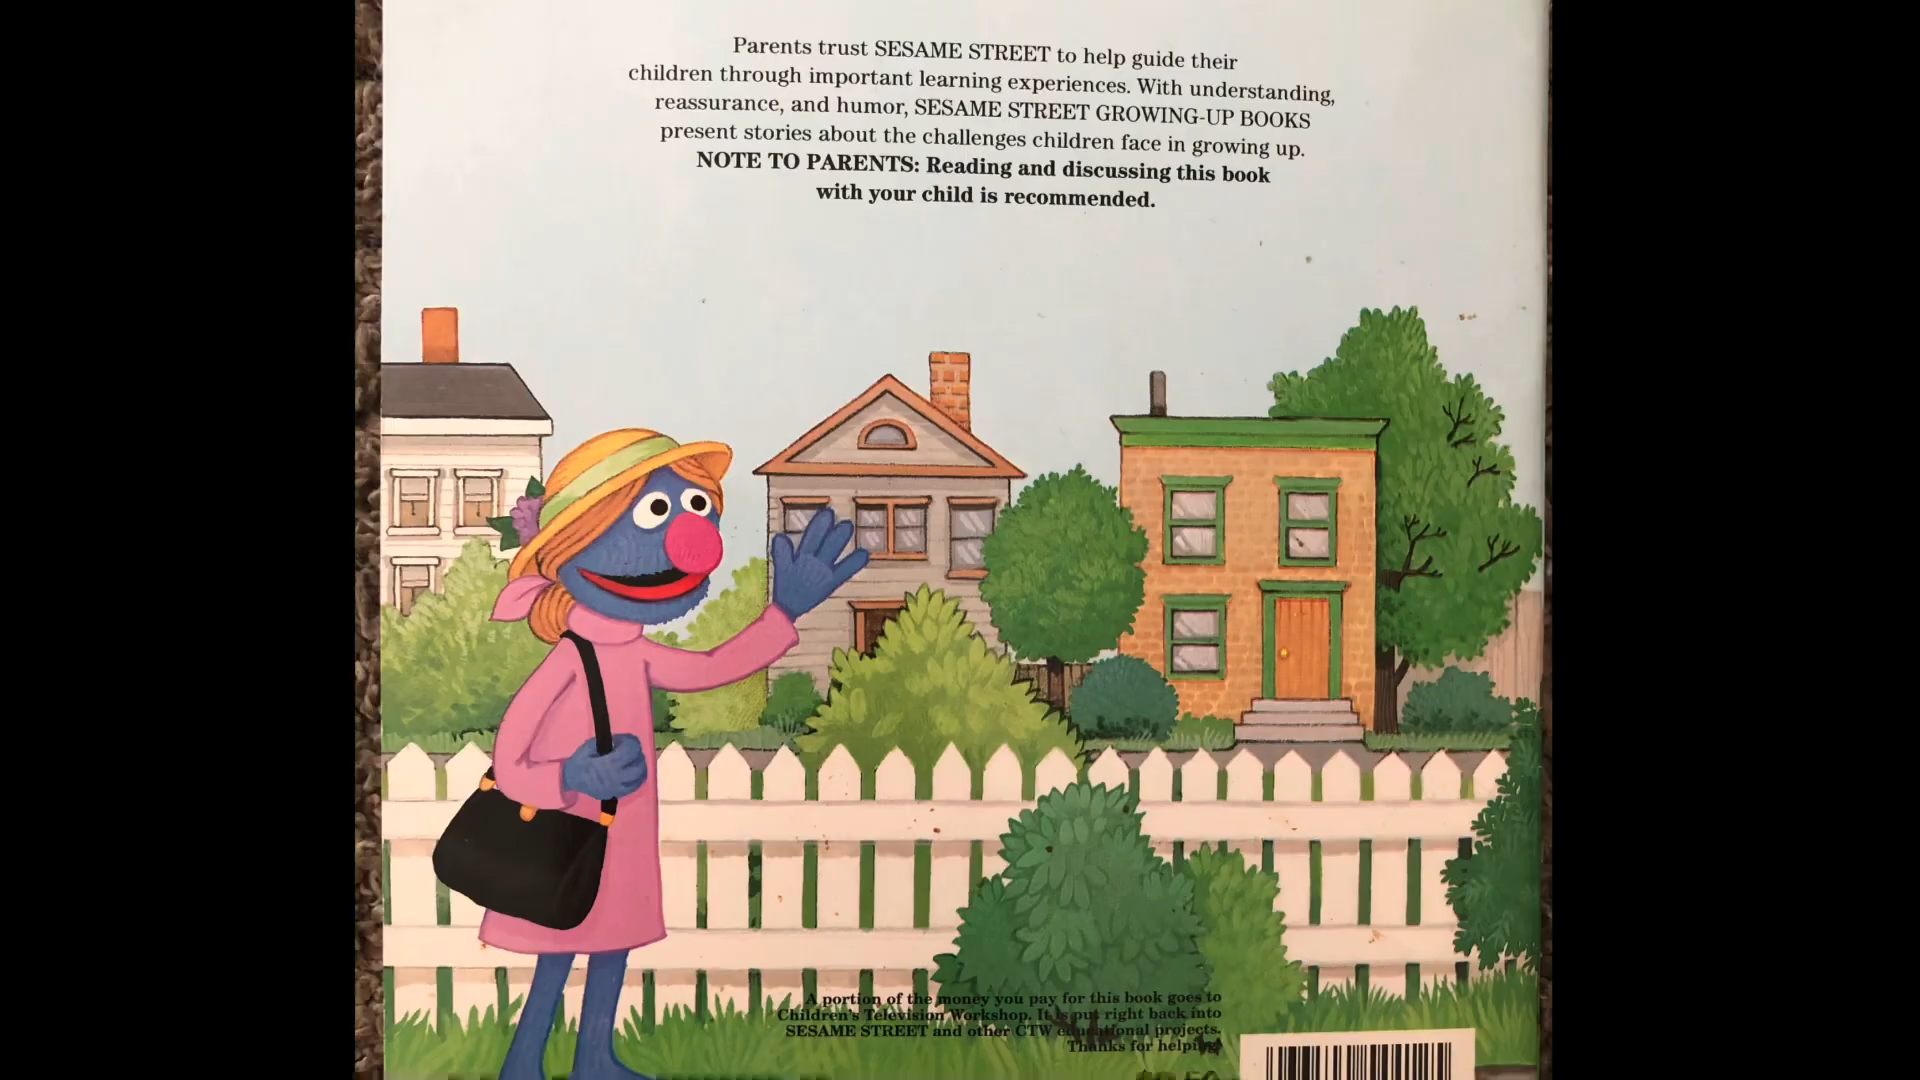 Parents trust SESAME STREET to help guide their
children through important learning experiences. With understanding,
reassurance, and humor, SESAME STREET GROWING-UP BOOKS
present stories about the challenges children face in growing up.
NOTE TO PARENTS: Reading and discussing this book
with your child is recommended.
A portion of the money you pay for this book goes to
Children's Television Workshop. It is put right back into
SESAME STREET and other CTW educational projects.
Thanks for helping!